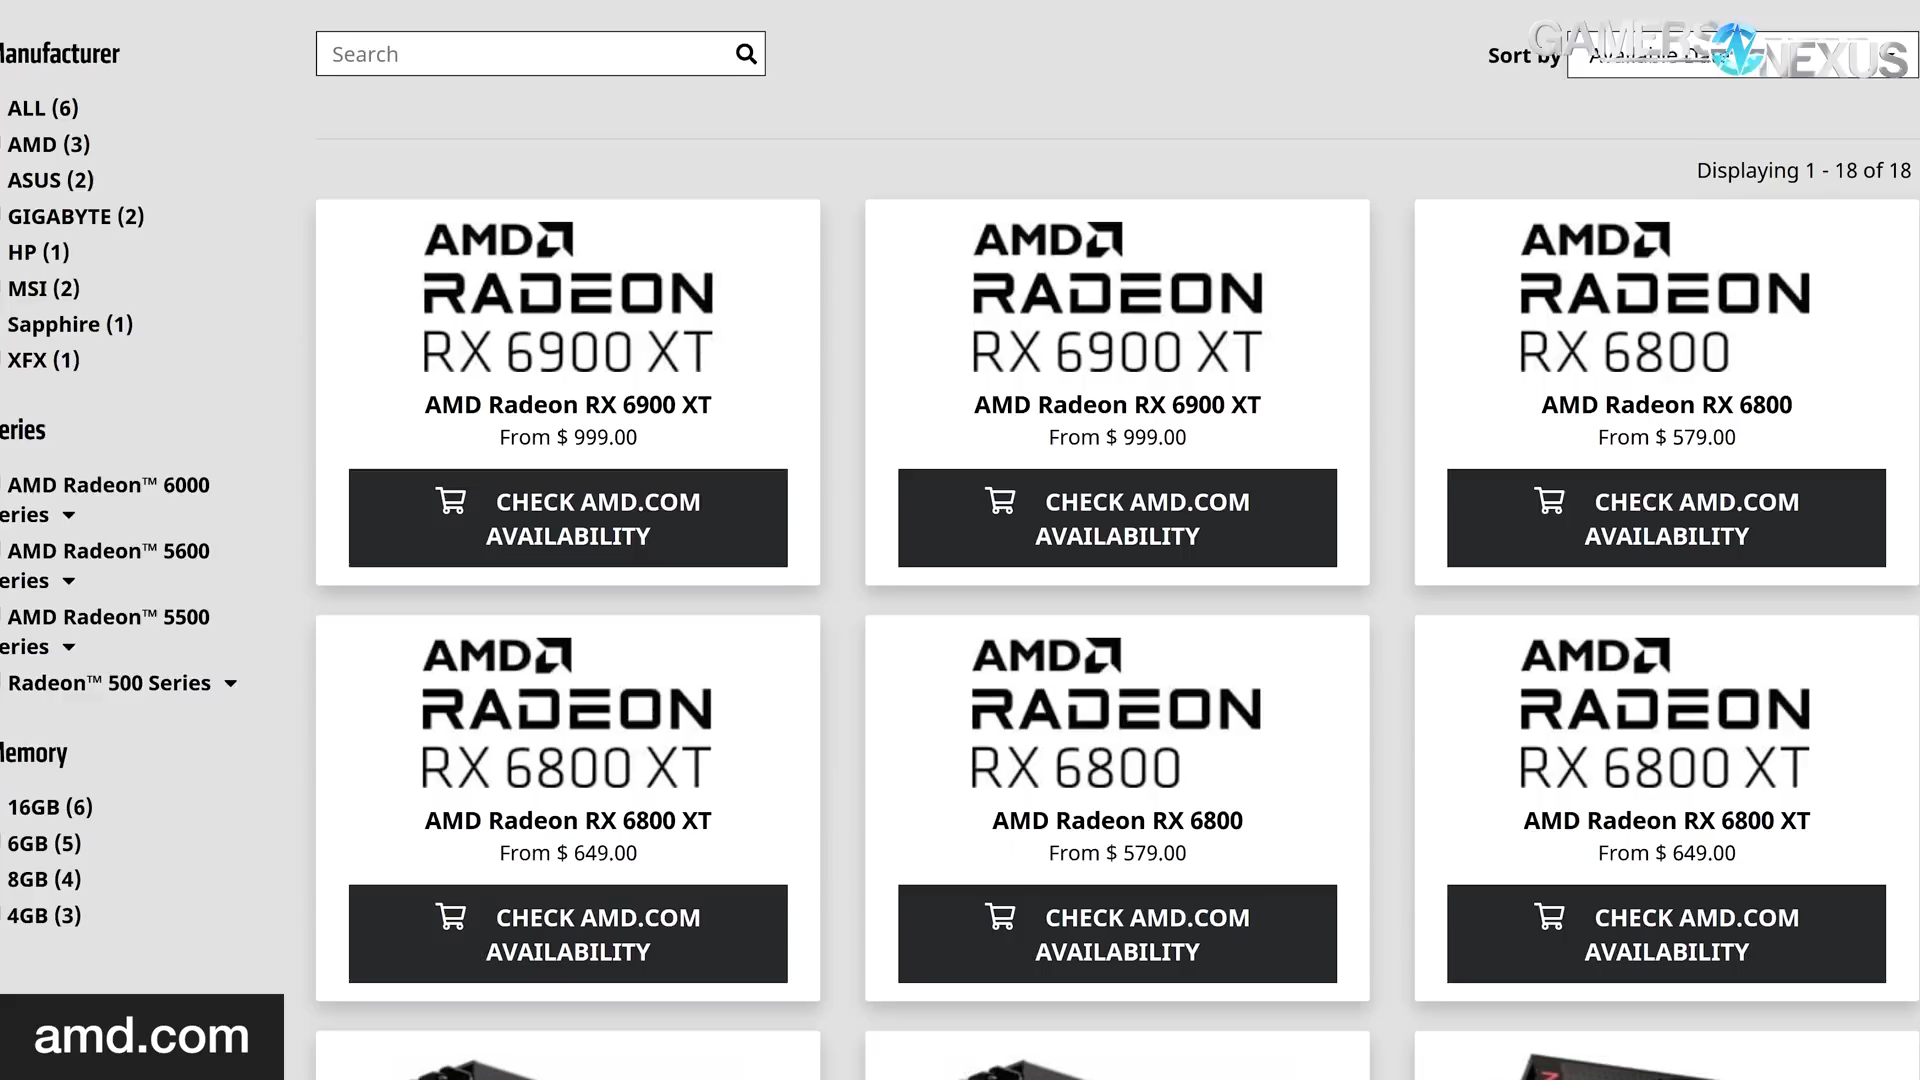 Manufacturer
ALL (6)
AMD (3)
ASUS (2)
GIGABYTE (2)
HP (1)
MSI (2)
Sapphire (1)
XFX (1)
eries
AMD Radeon™ 6000
eries
AMD Radeon™ 5600
eries
AMD Radeon™ 5500
eries
Radeon™ 500 Series
Memory
16GB (6)
6GB (5)
8GB (4)
4GB (3)
amd.com
Search
Sort by
Available Date
GAMERS NEXUS
Displaying 1 - 18 of 18
AMD
RADEON
RX 6900 XT
AMD Radeon RX 6900 XT
From $ 999.00
CHECK AMD.COM
AVAILABILITY
AMD
RADEON
RX 6900 XT
AMD Radeon RX 6900 XT
From $ 999.00
CHECK AMD.COM
AVAILABILITY
AMD
RADEON
RX 6800
AMD Radeon RX 6800
From $ 579.00
CHECK AMD.COM
AVAILABILITY
AMD
RADEON
RX 6800 XT
AMD Radeon RX 6800 XT
From $ 649.00
CHECK AMD.COM
AVAILABILITY
AMD
RADEON
RX 6800
AMD Radeon RX 6800
From $ 579.00
CHECK AMD.COM
AVAILABILITY
AMD
RADEON
RX 6800 XT
AMD Radeon RX 6800 XT
From $ 649.00
CHECK AMD.COM
AVAILABILITY